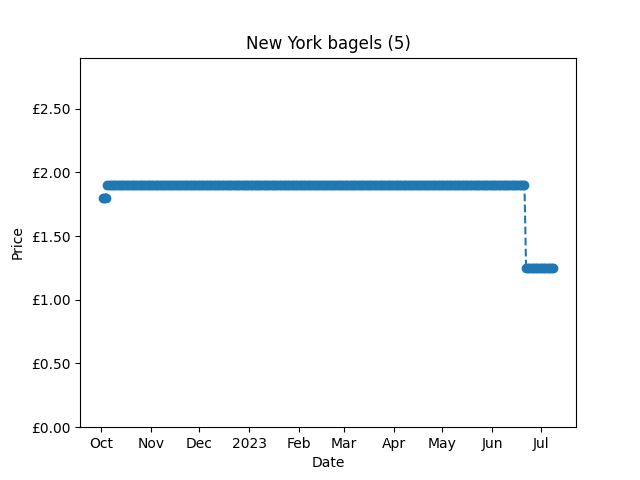 New York bagels (5)
£2.50
£2.00
£1.50
£1.00
£0.50
£0.00
Price
Oct Nov Dec 2023 Feb Mar Apr May Jun Jul
Date